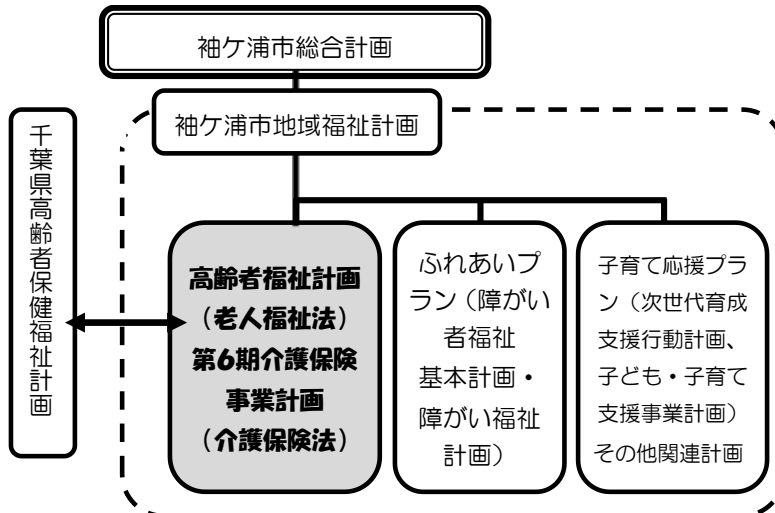 袖ケ浦市総合計画
袖ケ浦市地域福祉計画
千葉県高齢者保健福祉計画
高齢者福祉計画
（老人福祉法）
第6期介護保険
事業計画
（介護保険法）
ふれあいプ
ラン（障がい
者福祉
基本計画・
障がい福祉
計画）
子育て応援プラ
ン（次世代育成
支援行動計画、
子ども・子育て
支援事業計画）
その他関連計画